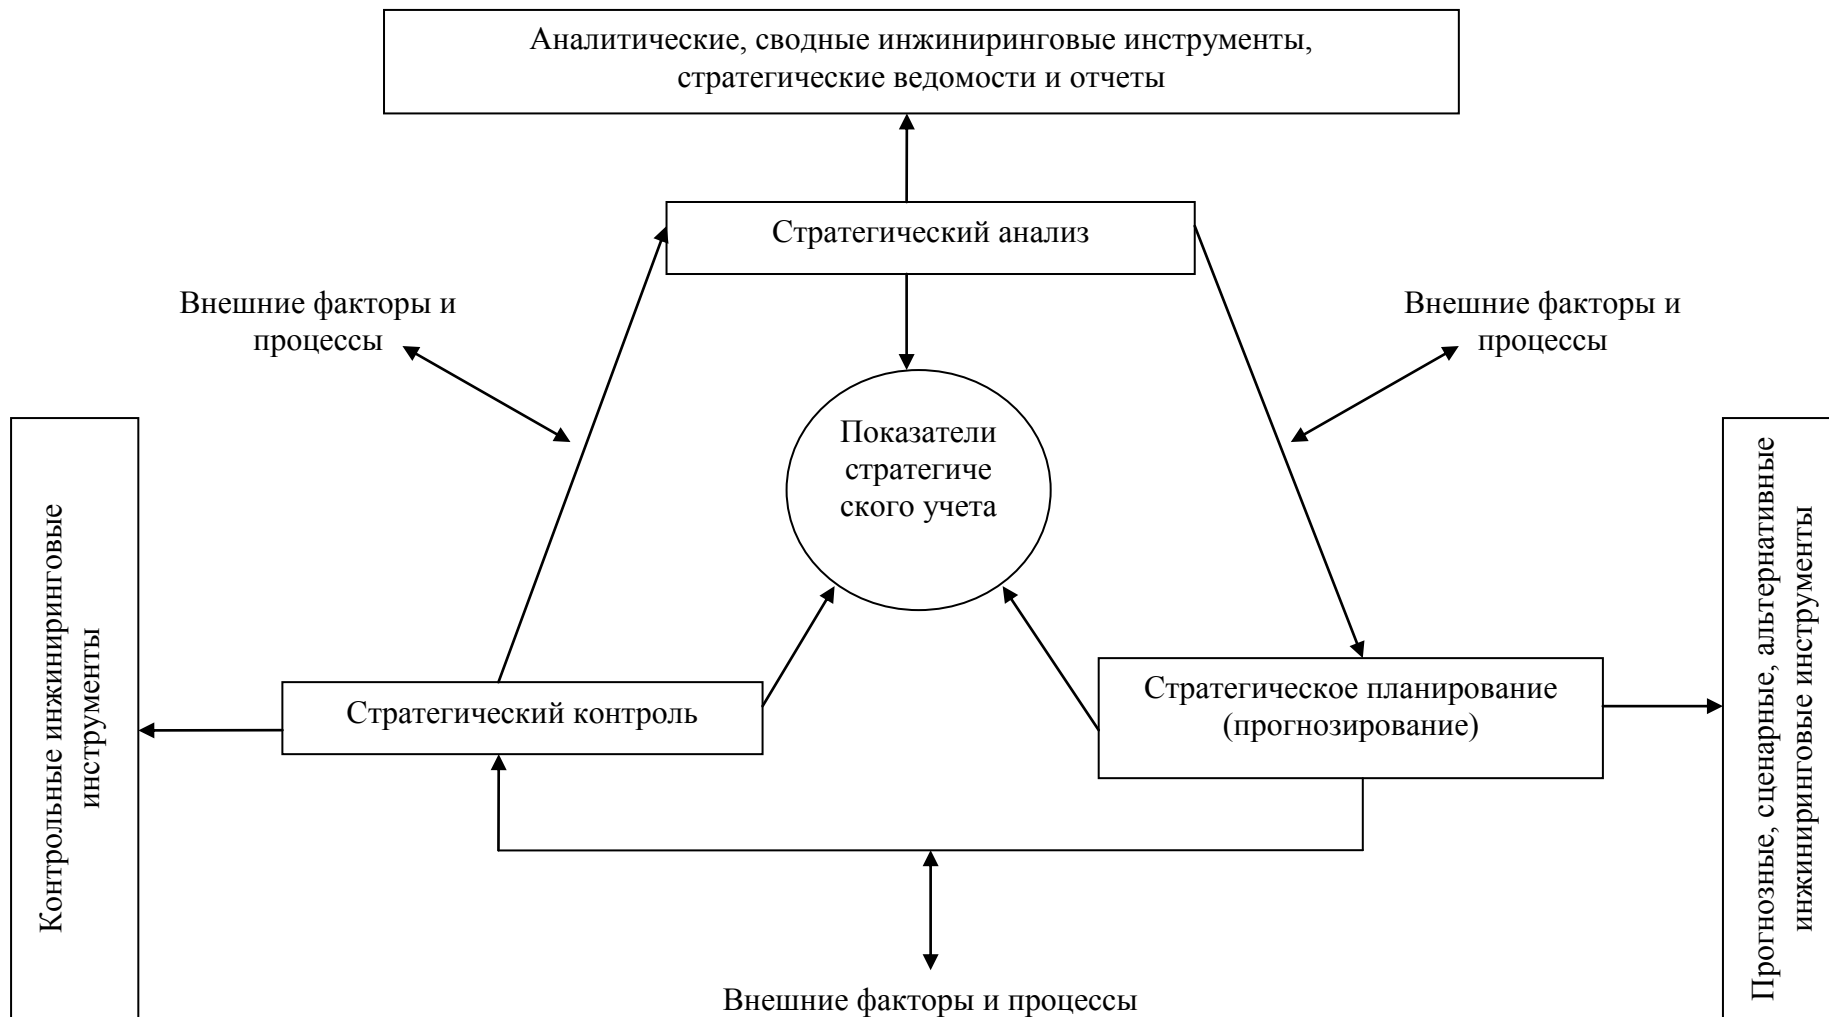 Аналитические, сводные инжиниринговые инструменты,
стратегические ведомости и отчеты
Стратегический анализ
Внешние факторы и
процессы
Внешние факторы и
процессы
Показатели
стратегиче
ского учета
Контрольные инжиниринговые
инструменты
Стратегический контроль
Стратегическое планирование
(прогнозирование)
Прогнозные, сценарные, альтернативные
инжиниринговые инструменты
Внешние факторы и процессы